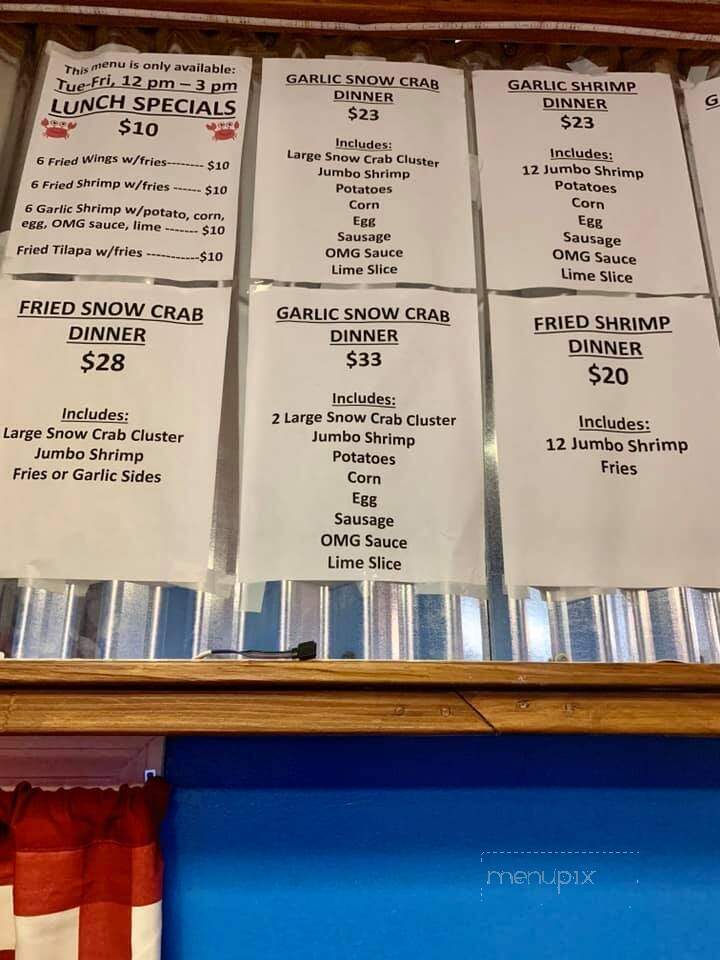 This menu is only available:
Tue-Fri, 12 pm – 3 pm
LUNCH SPECIALS
$10
6 Fried Wings w/fries-------- $10
6 Fried Shrimp w/fries ------ $10
6 Garlic Shrimp w/potato, corn,
egg, OMG sauce, lime ------- $10
Fried Tilapa w/fries -----------$10
GARLIC SNOW CRAB
DINNER
$23
Includes:
Large Snow Crab Cluster
Jumbo Shrimp
Potatoes
Corn
Egg
Sausage
OMG Sauce
Lime Slice
GARLIC SHRIMP
DINNER
$23
Includes:
12 Jumbo Shrimp
Potatoes
Corn
Egg
Sausage
OMG Sauce
Lime Slice
G
FRIED SNOW CRAB
DINNER
$28
Includes:
Large Snow Crab Cluster
Jumbo Shrimp
Fries or Garlic Sides
GARLIC SNOW CRAB
DINNER
$33
Includes:
2 Large Snow Crab Cluster
Jumbo Shrimp
Potatoes
Corn
Egg
Sausage
OMG Sauce
Lime Slice
FRIED SHRIMP
DINNER
$20
Includes:
12 Jumbo Shrimp
Fries
menupix